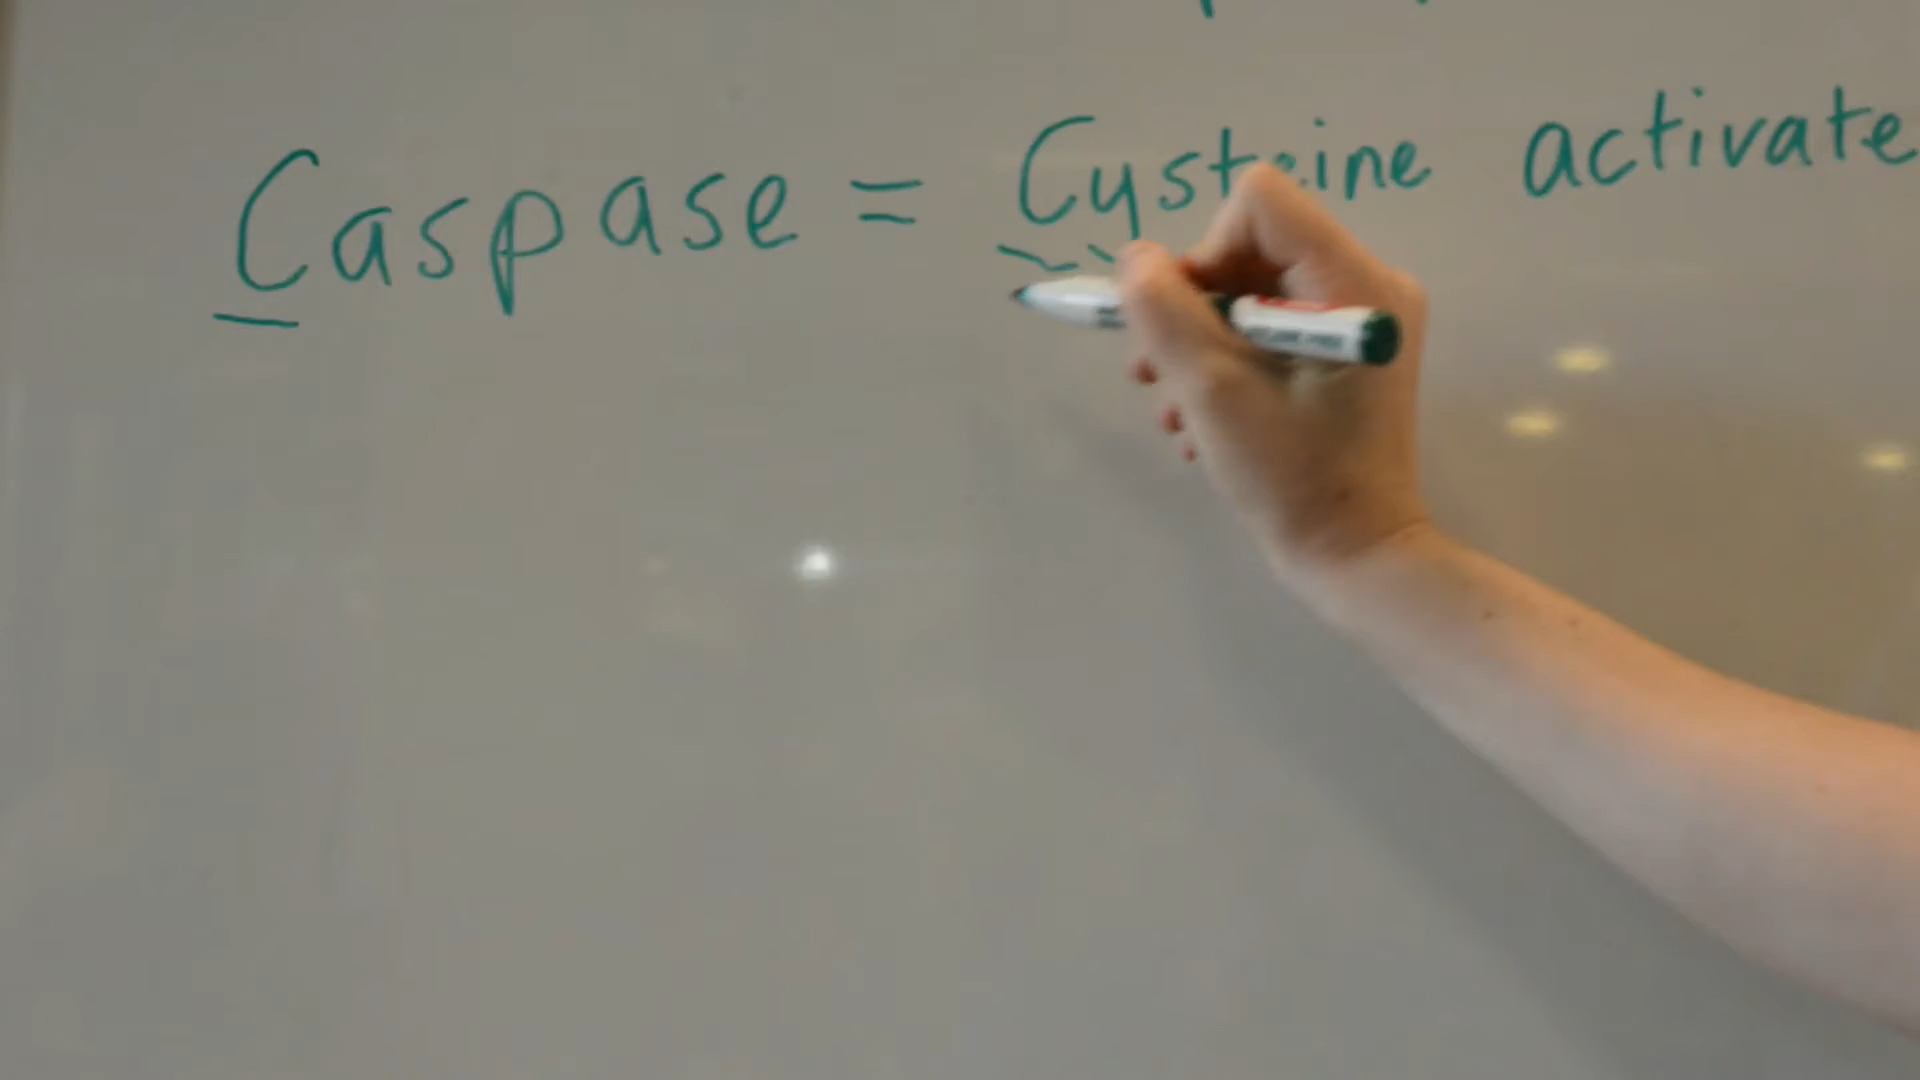 Caspase = Cysteine activate